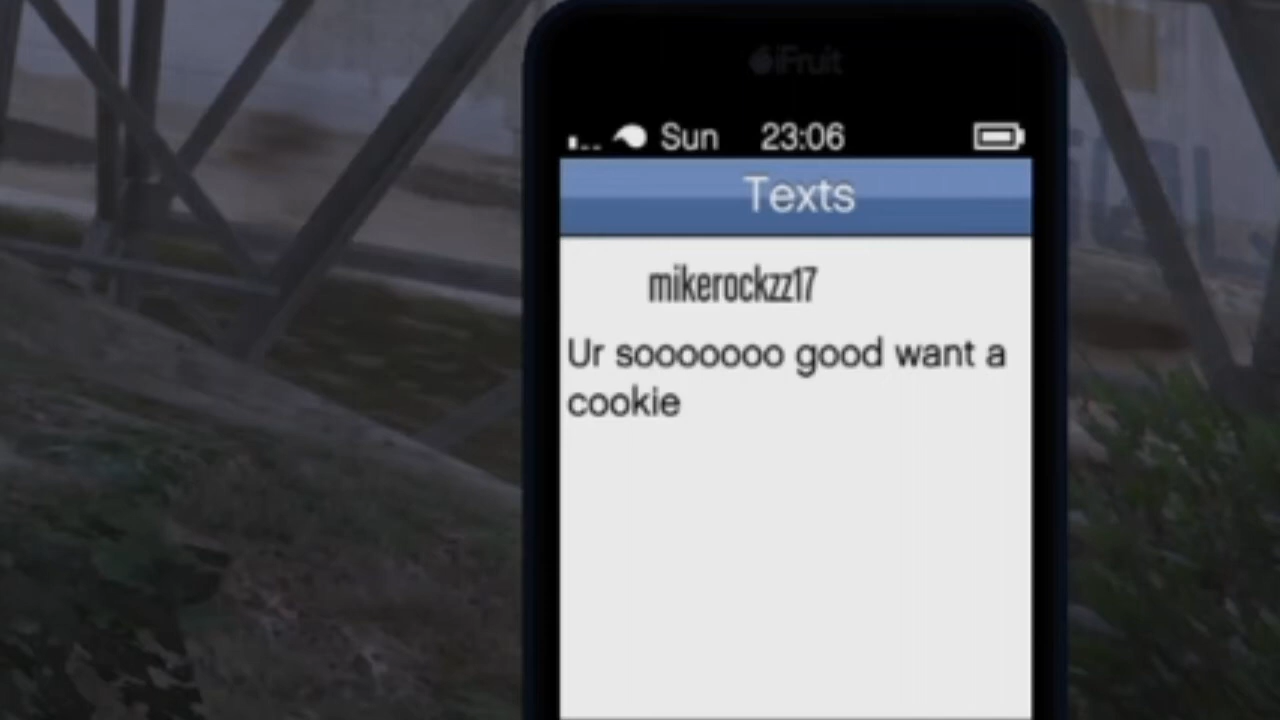 iFruit
Sun 23:06
Texts
mikerockzz17
Ur sooooooo good want a
cookie